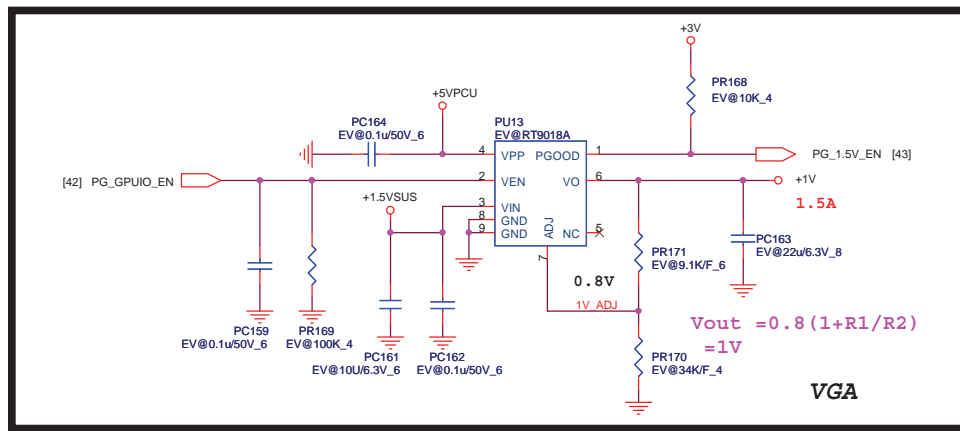 +3V
PR168
EV@10K_4
+5VPCU
PU13
EV@RT9018A
PC164
EV@0.1u/50V_6
4
VPP
PGOOD
1
PG_1.5V_EN [43]
[42] PG_GPUIO_EN
2
VEN
VO
6
+1V
1.5A
+1.5VSUS
3
VIN
8
GND
9
GND
ADJ
NC
5
7
PR171
EV@9.1K/F_6
PC163
EV@22u/6.3V_8
0.8V
1V_ADJ
Vout =0.8(1+R1/R2)
=1V
PC159
EV@0.1u/50V_6
PR169
EV@100K_4
PC161
EV@10U/6.3V_6
PC162
EV@0.1u/50V_6
PR170
EV@34K/F_4
VGA